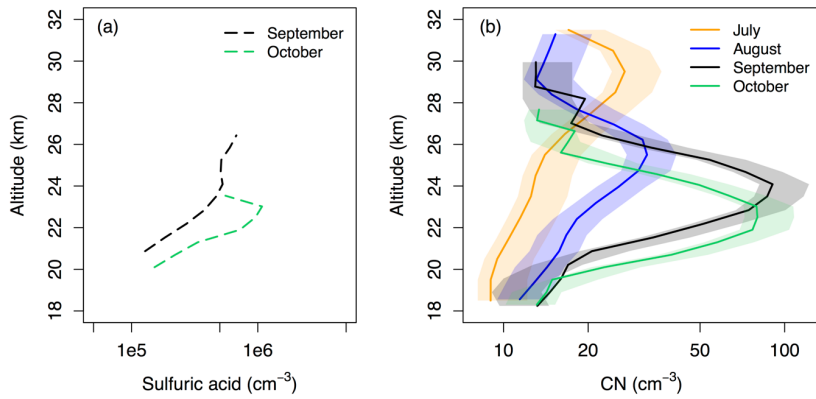 (a)
September
October
32
30
28
26
24
22
20
18
Altitude (km)
1e5
1e6
Sulfuric acid (cm⁻³)
(b)
July
August
September
October
32
30
28
26
24
22
20
18
Altitude (km)
10
20
50
100
CN (cm⁻³)